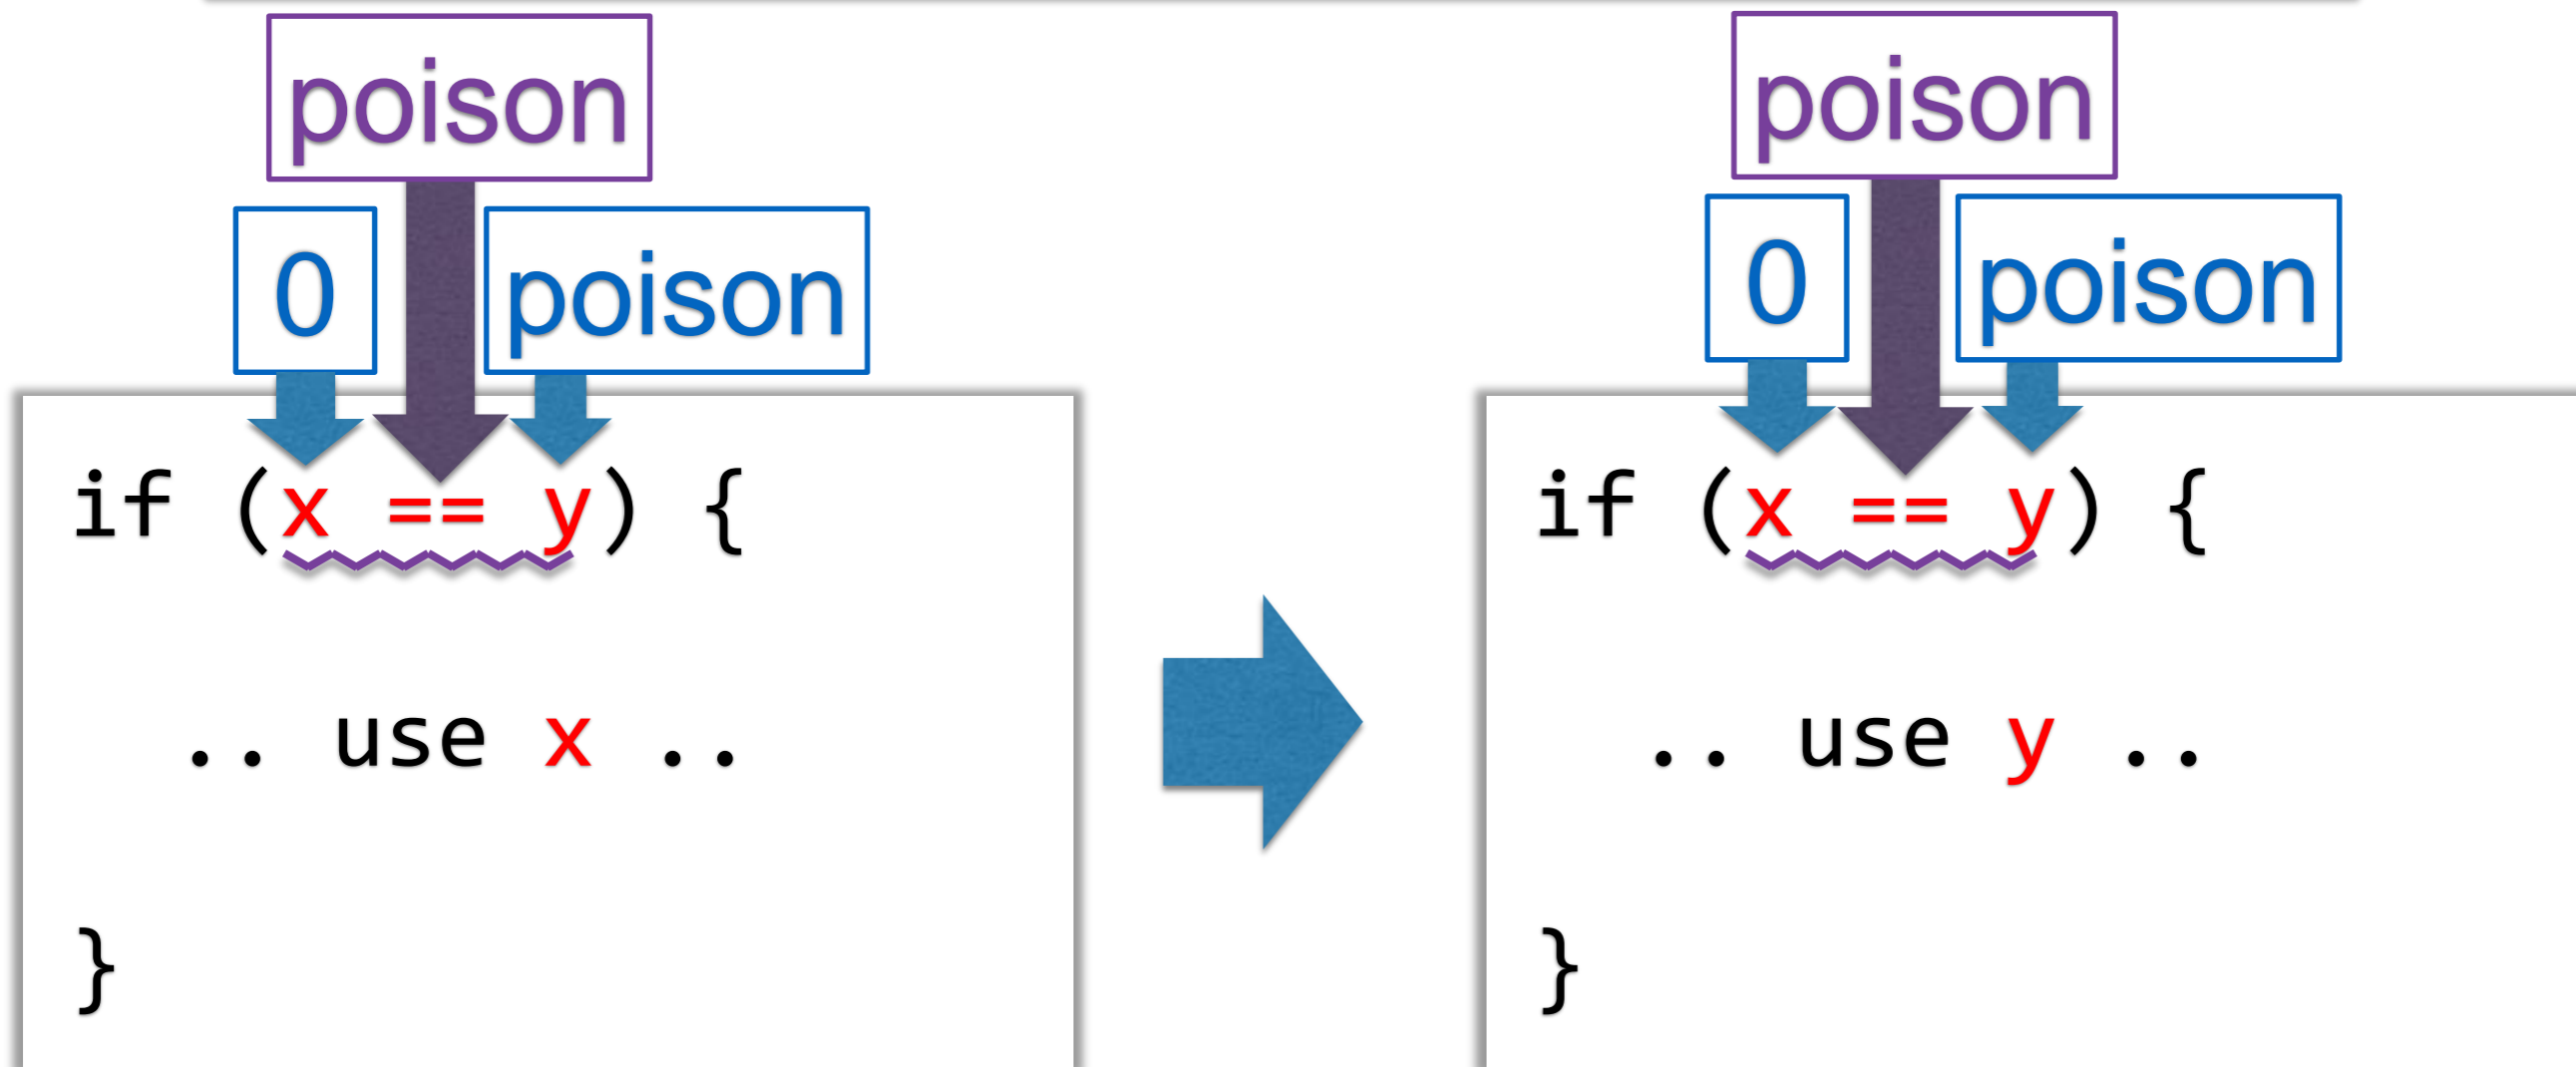 poison
0 poison
if (x == y) {
.. use x ..
}
poison
0 poison
if (x == y) {
.. use y ..
}